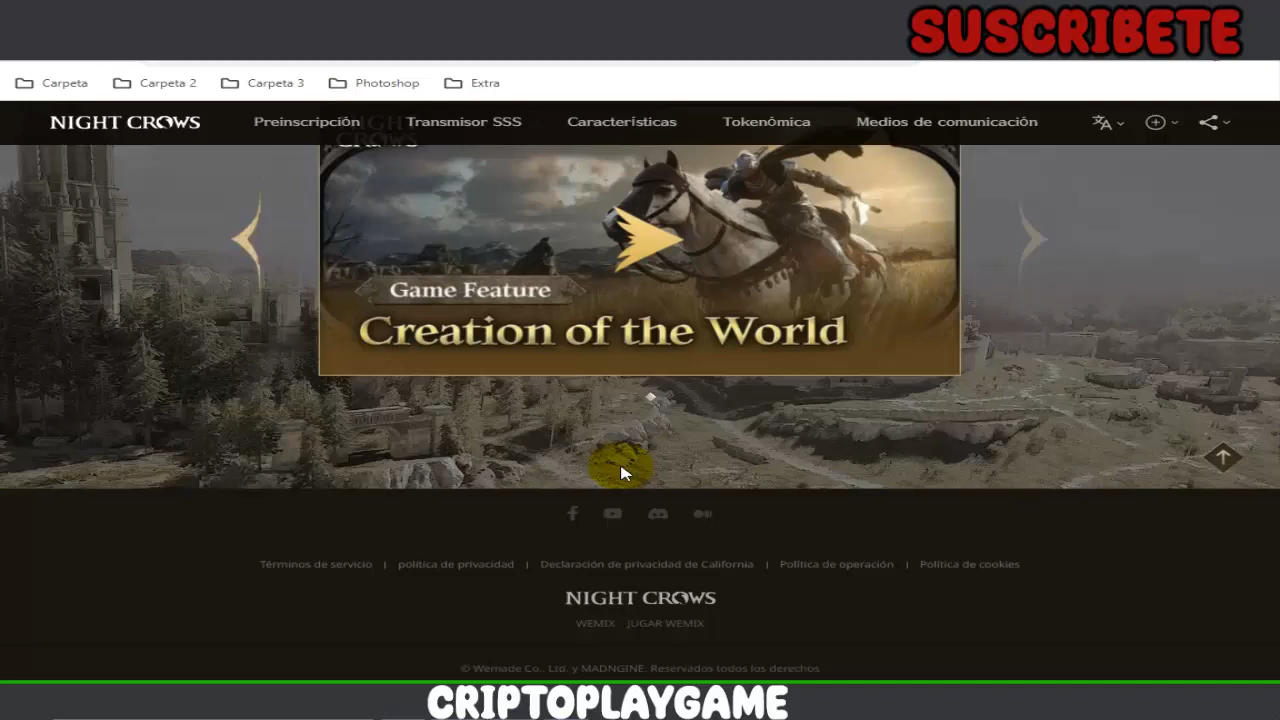 SUSCRIBETE
Carpeta Carpeta 2 Carpeta 3 Photoshop Extra
NIGHT CROWS Preinscripción Transmisor SSS Características Tokenômica Medios de comunicación
NIGHT CROWS
Game Feature
Creation of the World
Términos de servicio | política de privacidad | Declaración de privacidad de California | Política de operación | Política de cookies
NIGHT CROWS
WEMIX JUGAR WEMIX
© Wemade Co., Ltd. y MADNGINE. Reservados todos los derechos
CRIPTOPLAYGAME